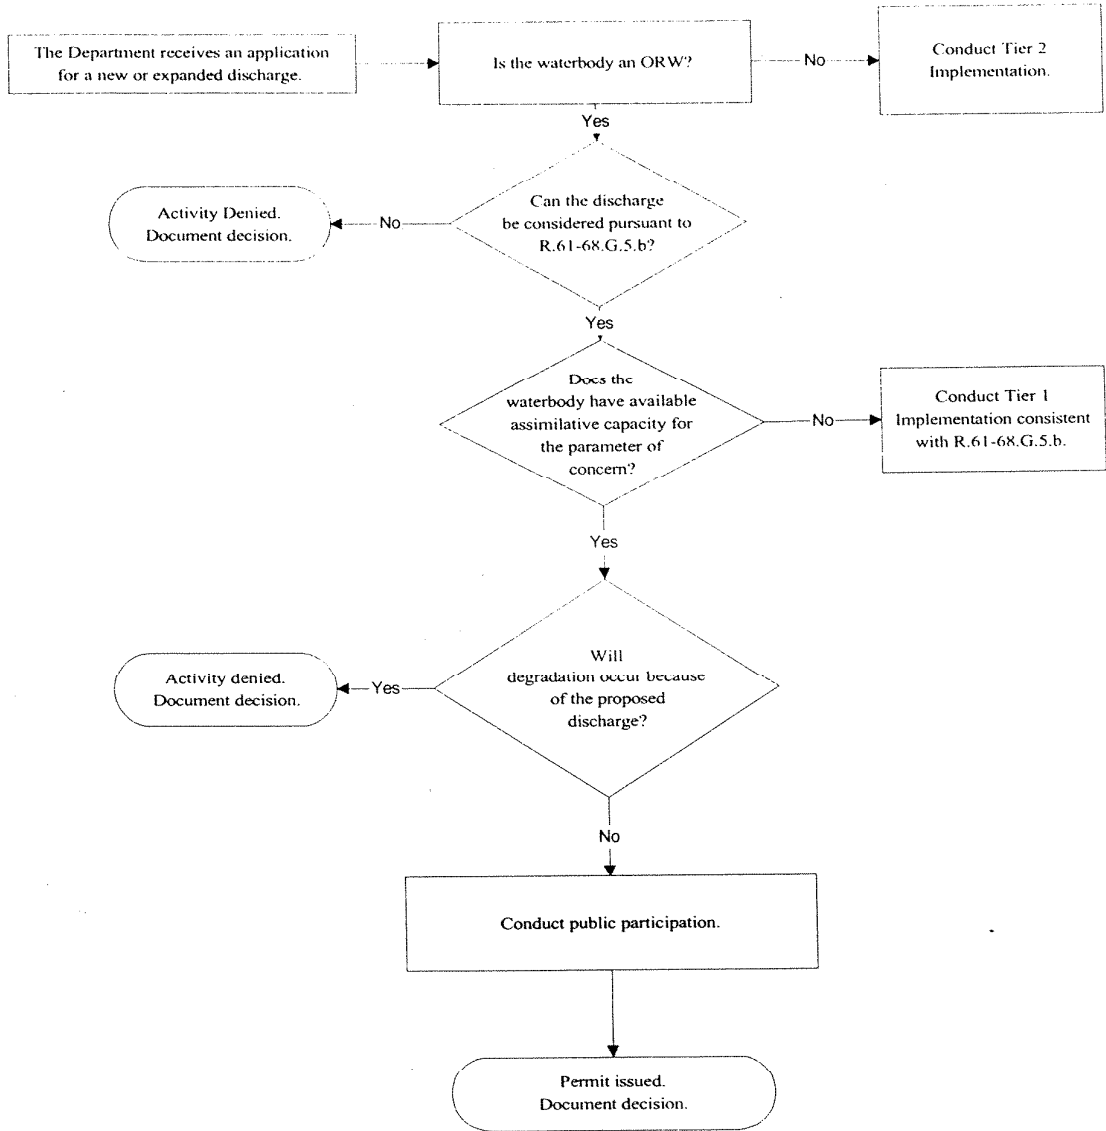 The Department receives an application
for a new or expanded discharge.
Is the waterbody an ORW?
No
Conduct Tier 2
Implementation.
Yes
Can the discharge
be considered pursuant to
R.61-68.G.5.b?
No
Activity Denied.
Document decision.
Yes
Does the
waterbody have available
assimilative capacity for
the parameter of
concern?
No
Conduct Tier 1
Implementation consistent
with R.61-68.G.5.b.
Yes
Will
degradation occur because
of the proposed
discharge?
Yes
Activity denied.
Document decision.
No
Conduct public participation.
Permit issued.
Document decision.